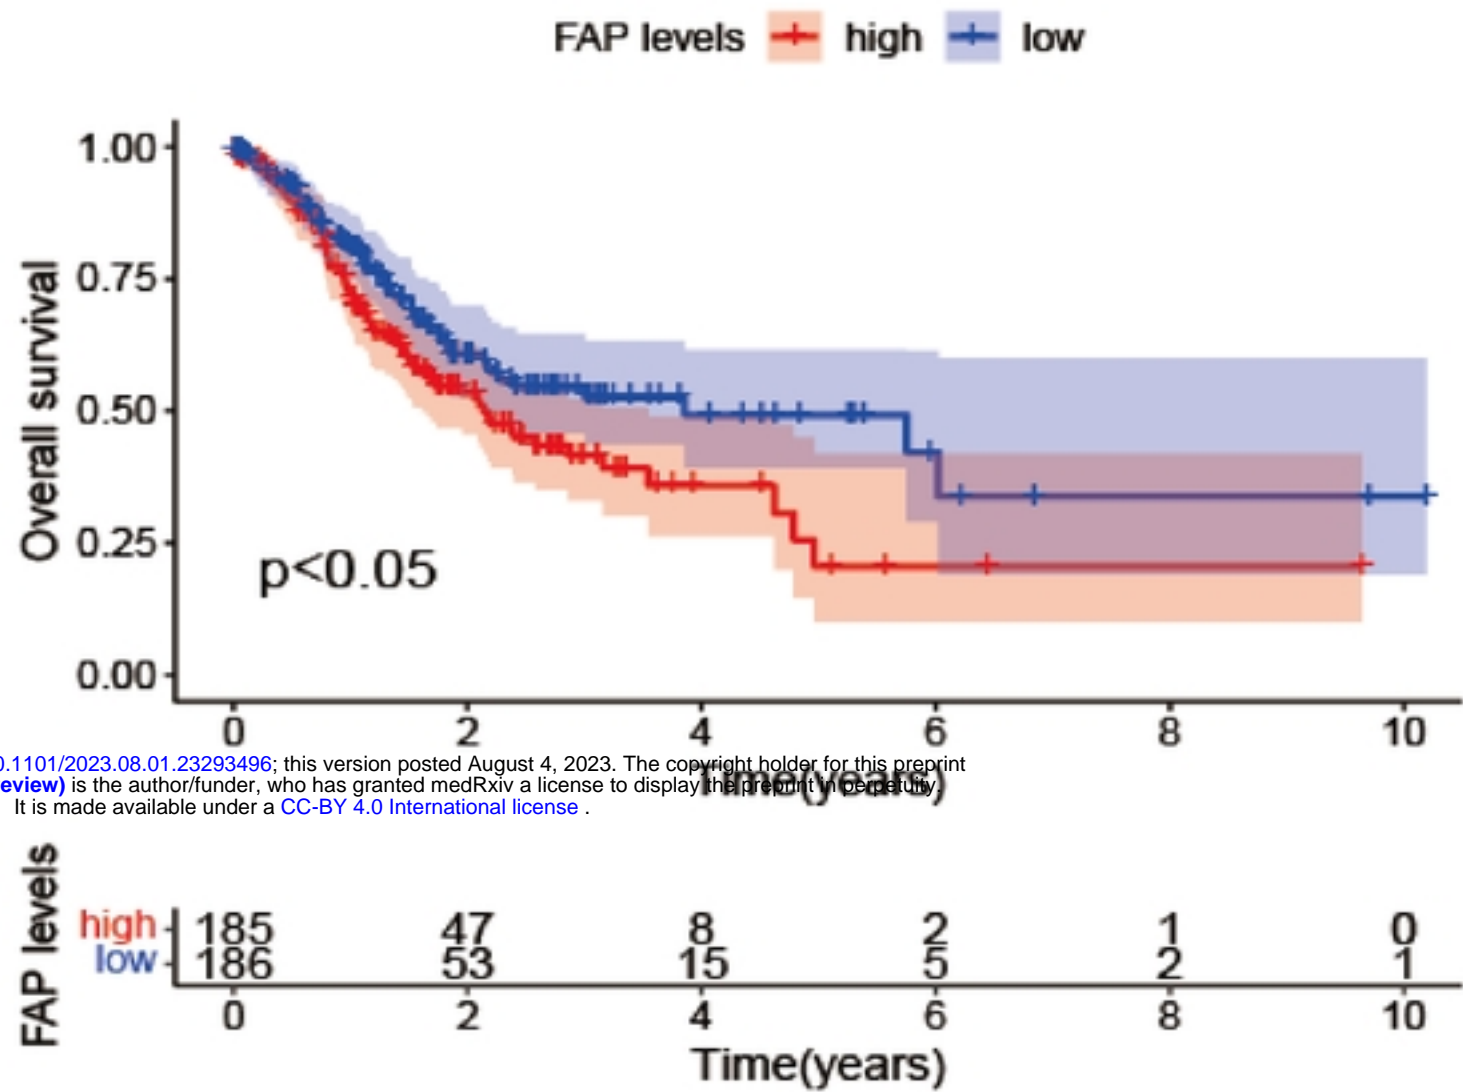 FAP levels high low
1.00
0.75
0.50
0.25
0.00
Overall survival
p<0.05
0 2 4 6 8 10
Time(years)
0.1101/2023.08.01.23293496; this version posted August 4, 2023. The copyright holder for this preprint
eview) is the author/funder, who has granted medRxiv a license to display the preprint in perpetuity.
It is made available under a CC-BY 4.0 International license .
FAP levels
high 185 47 8 2 1 0
low 186 53 15 5 2 1
0 2 4 6 8 10
Time(years)